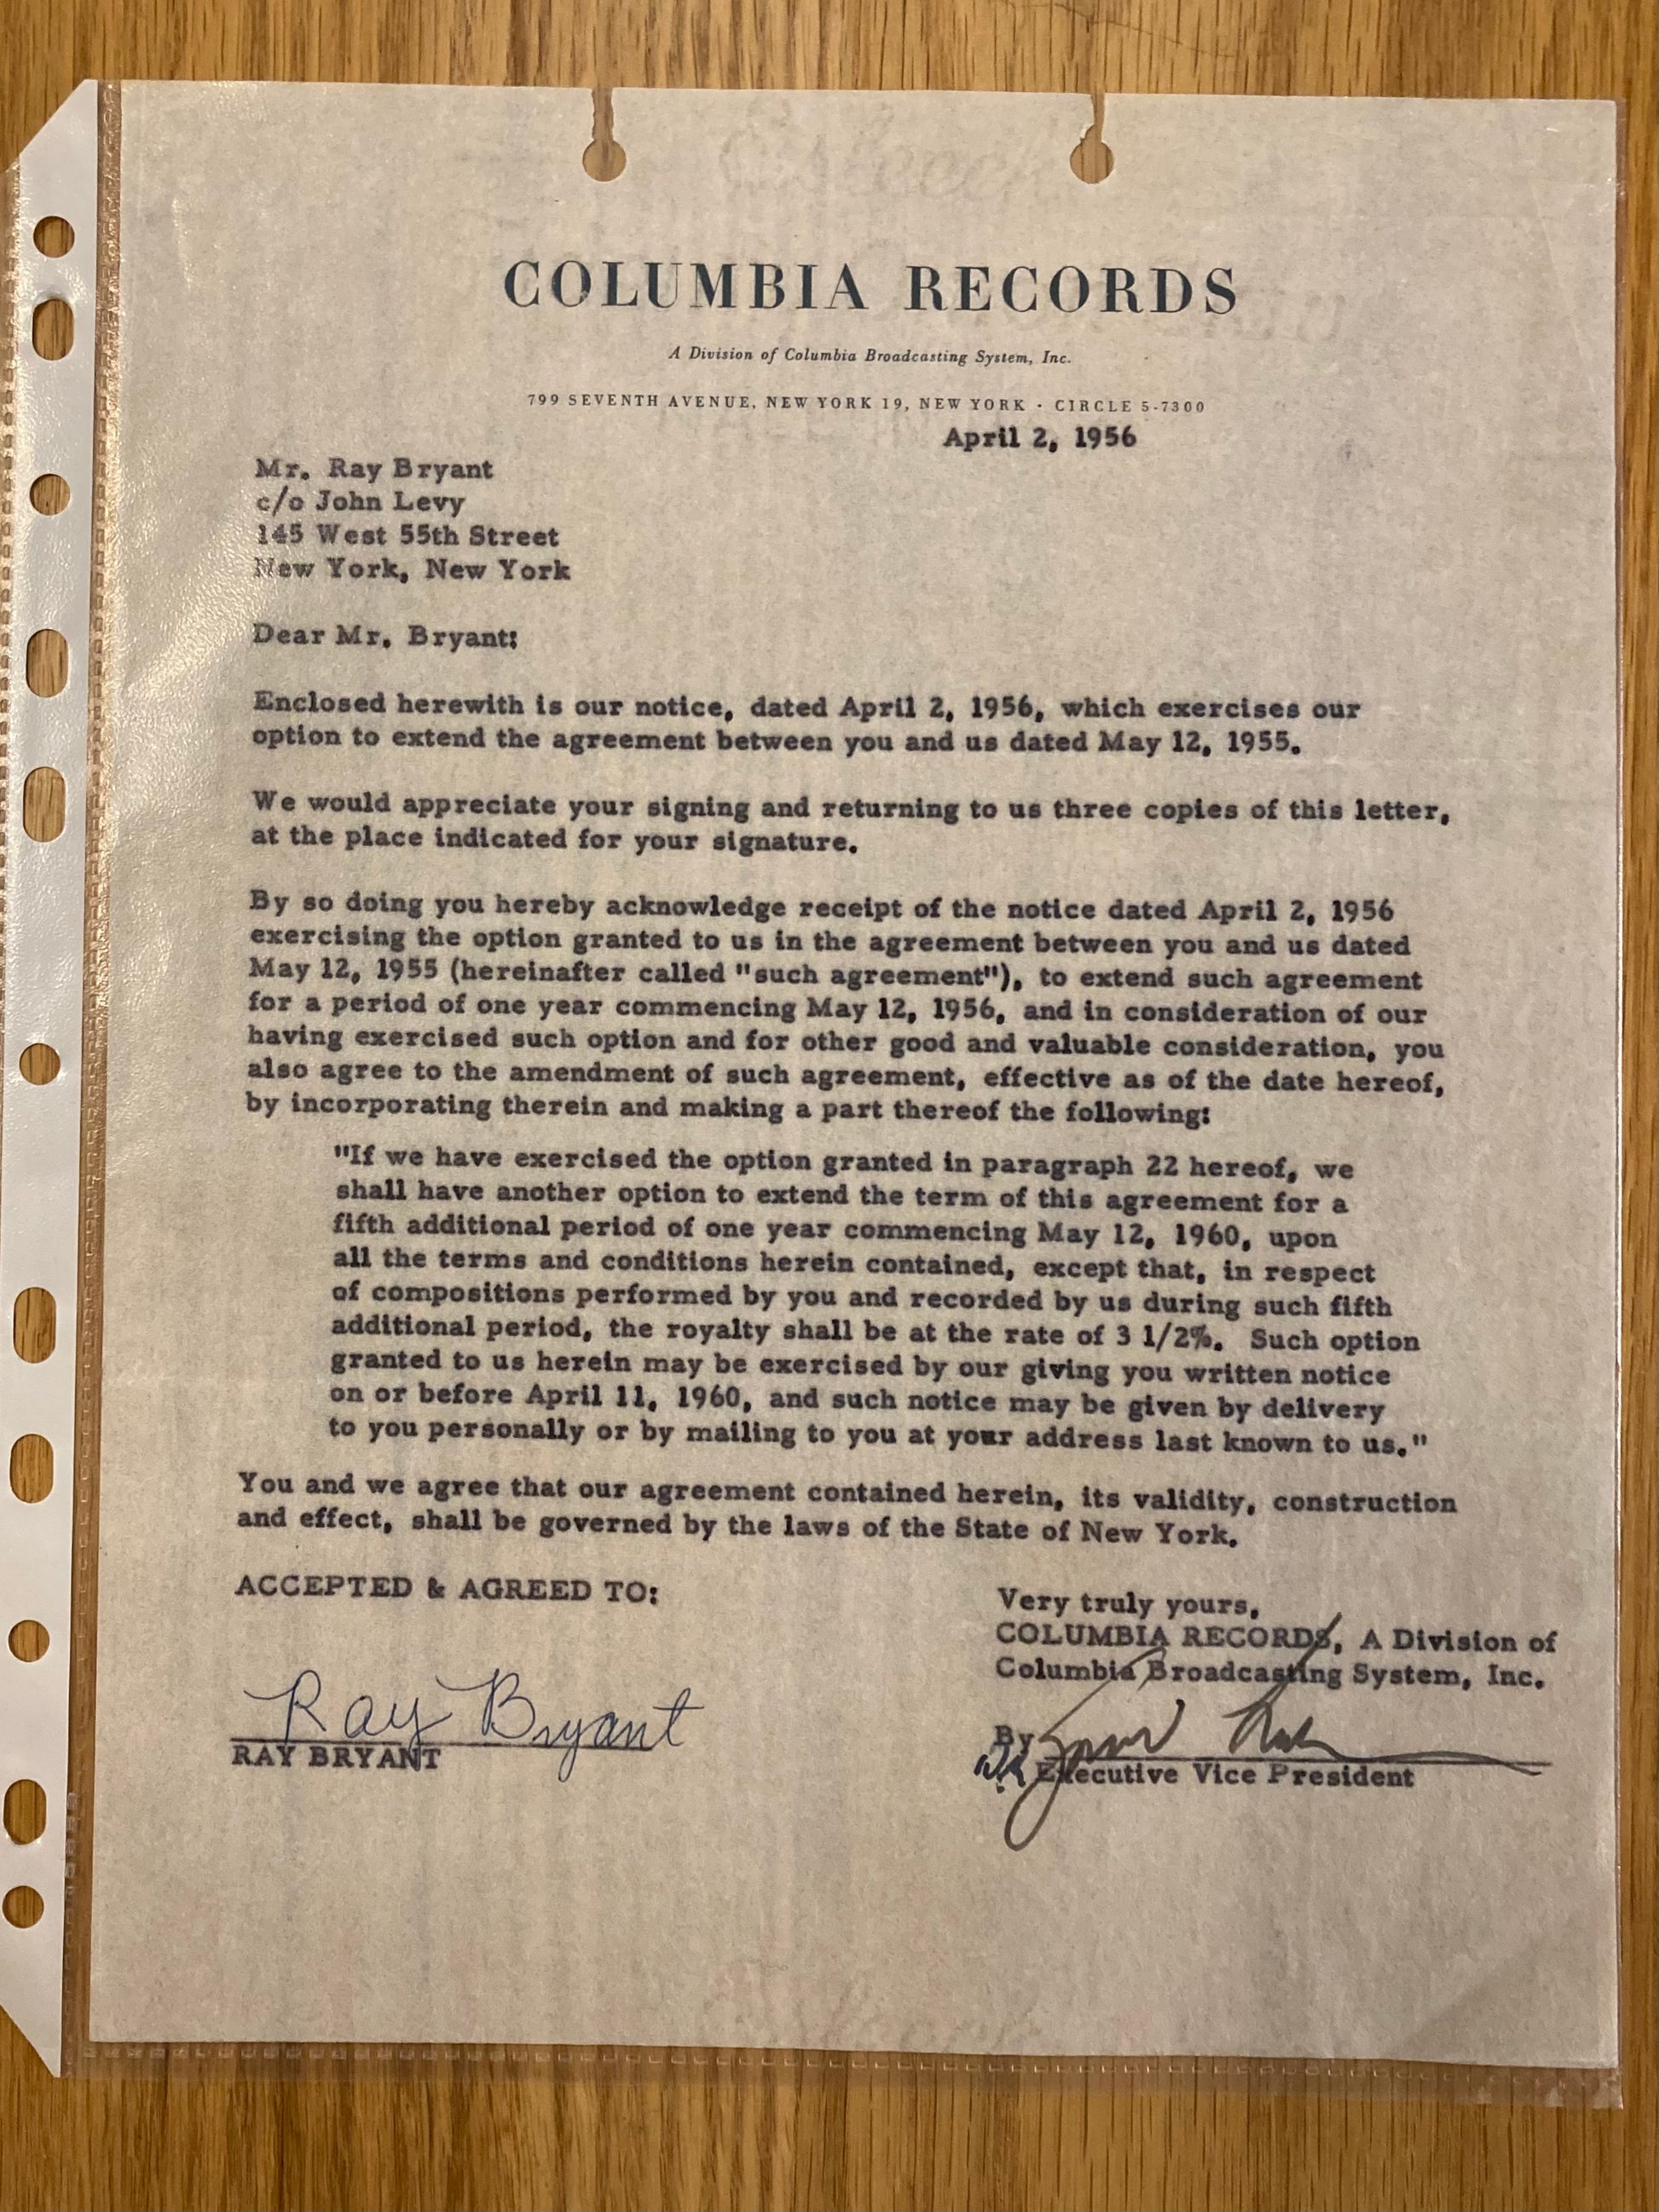 COLUMBIA RECORDS
A Division of Columbia Broadcasting System, Inc.
799 SEVENTH AVENUE, NEW YORK 19, NEW YORK · CIRCLE 5-7300
April 2, 1956
Mr. Ray Bryant
c/o John Levy
145 West 55th Street
New York, New York
Dear Mr. Bryant:
Enclosed herewith is our notice, dated April 2, 1956, which exercises our
option to extend the agreement between you and us dated May 12, 1955.
We would appreciate your signing and returning to us three copies of this letter,
at the place indicated for your signature.
By so doing you hereby acknowledge receipt of the notice dated April 2, 1956
exercising the option granted to us in the agreement between you and us dated
May 12, 1955 (hereinafter called "such agreement"), to extend such agreement
for a period of one year commencing May 12, 1956, and in consideration of our
having exercised such option and for other good and valuable consideration, you
also agree to the amendment of such agreement, effective as of the date hereof,
by incorporating therein and making a part thereof the following:
"If we have exercised the option granted in paragraph 22 hereof, we
shall have another option to extend the term of this agreement for a
fifth additional period of one year commencing May 12, 1960, upon
all the terms and conditions herein contained, except that, in respect
of compositions performed by you and recorded by us during such fifth
additional period, the royalty shall be at the rate of 3 1/2%. Such option
granted to us herein may be exercised by our giving you written notice
on or before April 11, 1960, and such notice may be given by delivery
to you personally or by mailing to you at your address last known to us."
You and we agree that our agreement contained herein, its validity, construction
and effect, shall be governed by the laws of the State of New York.
ACCEPTED & AGREED TO:
Ray Bryant
RAY BRYANT
Very truly yours,
COLUMBIA RECORDS, A Division of
Columbia Broadcasting System, Inc.
By
Executive Vice President